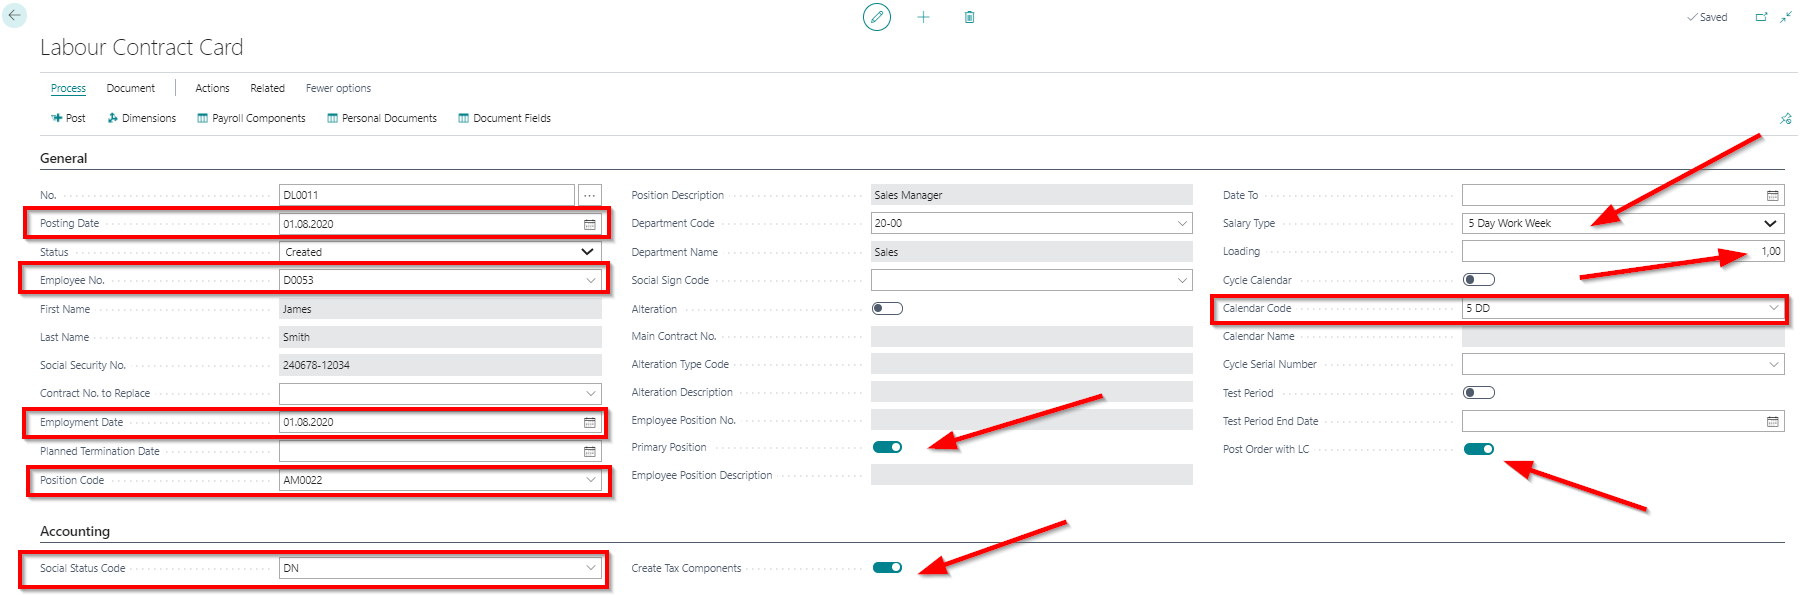 Saved
Labour Contract Card
Process Document Actions Related Fewer options
Post Dimensions Payroll Components Personal Documents Document Fields
General
No. DL0011 ...
Posting Date 01.08.2020
Status Created
Employee No. D0053
First Name James
Last Name Smith
Social Security No. 240678-12034
Contract No. to Replace
Employment Date 01.08.2020
Planned Termination Date
Position Code AM0022
Position Description Sales Manager
Department Code 20-00
Department Name Sales
Social Sign Code
Alteration
Main Contract No.
Alteration Type Code
Alteration Description
Employee Position No.
Primary Position
Employee Position Description
Date To
Salary Type 5 Day Work Week
Loading 1,00
Cycle Calendar
Calendar Code 5 DD
Calendar Name
Cycle Serial Number
Test Period
Test Period End Date
Post Order with LC
Accounting
Social Status Code DN
Create Tax Components